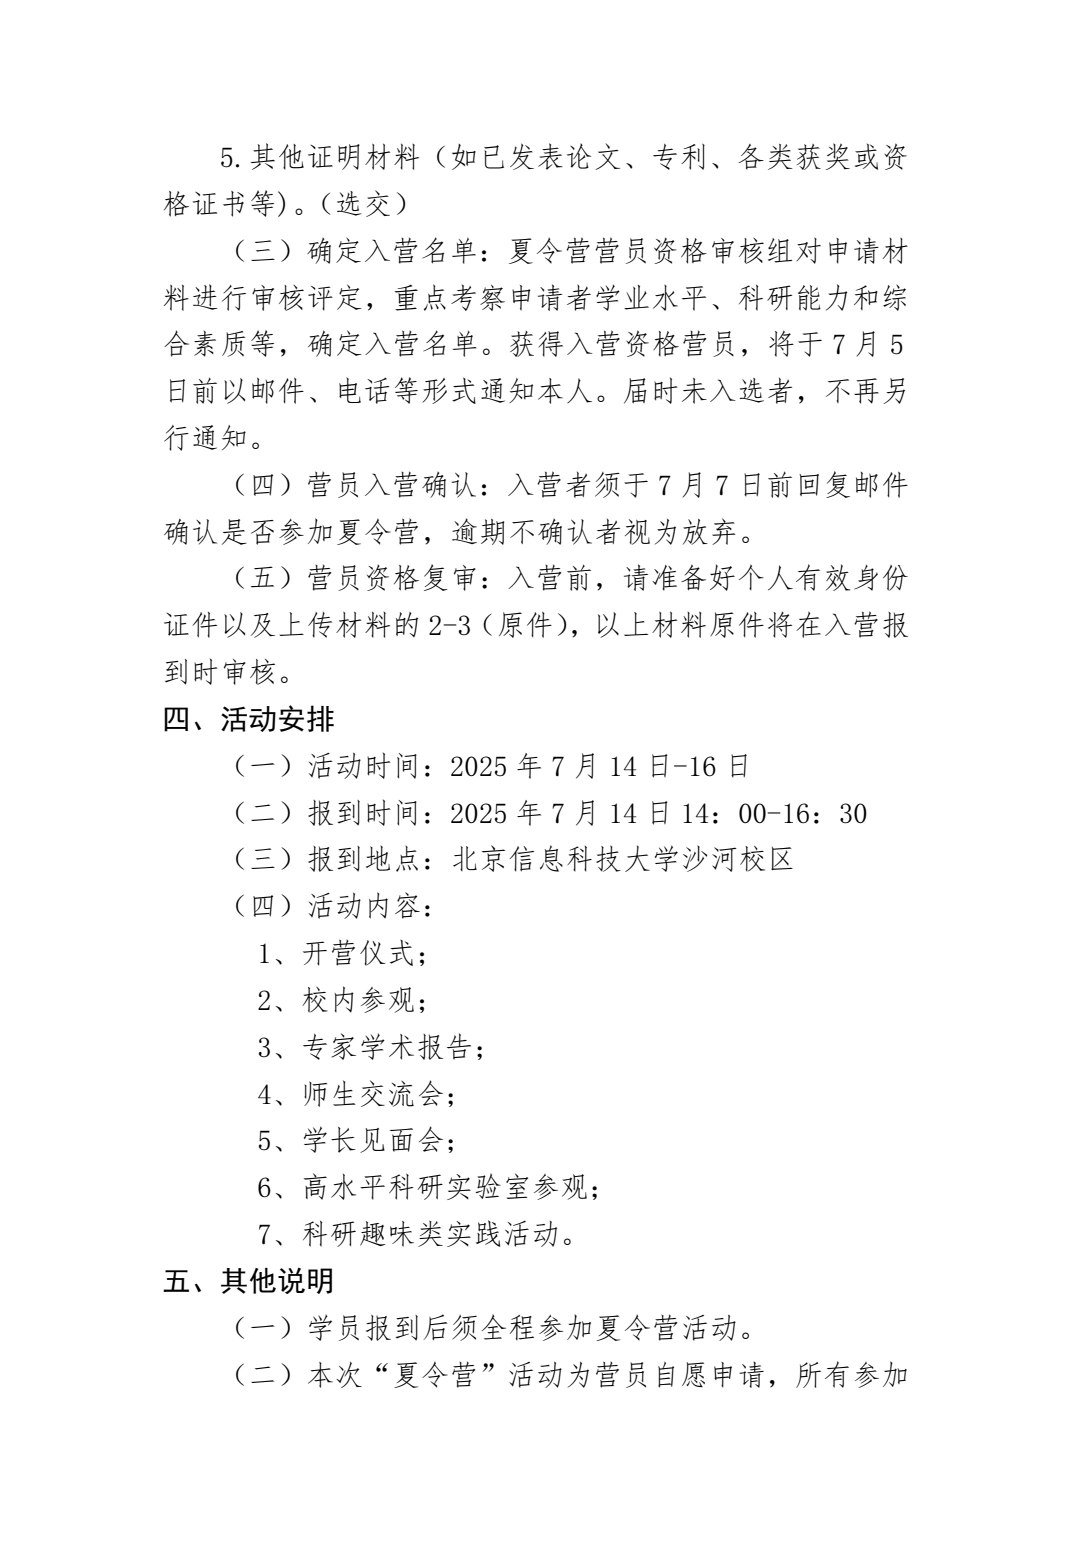 5.其他证明材料（如已发表论文、专利、各类获奖或资
格证书等)。（选交）
（三）确定入营名单：夏令营营员资格审核组对申请材
料进行审核评定，重点考察申请者学业水平、科研能力和综
合素质等，确定入营名单。获得入营资格营员，将于 7 月 5
日前以邮件、电话等形式通知本人。届时未入选者，不再另
行通知。
（四）营员入营确认：入营者须于 7 月 7 日前回复邮件
确认是否参加夏令营，逾期不确认者视为放弃。
（五）营员资格复审：入营前，请准备好个人有效身份
证件以及上传材料的 2-3（原件)，以上材料原件将在入营报
到时审核。
四、活动安排
（一）活动时间：2025 年 7 月 14 日-16 日
（二）报到时间：2025 年 7 月 14 日 14：00-16：30
（三）报到地点：北京信息科技大学沙河校区
（四）活动内容：
1、开营仪式；
2、校内参观；
3、专家学术报告；
4、师生交流会；
5、学长见面会；
6、高水平科研实验室参观；
7、科研趣味类实践活动。
五、其他说明
（一）学员报到后须全程参加夏令营活动。
（二）本次“夏令营”活动为营员自愿申请，所有参加